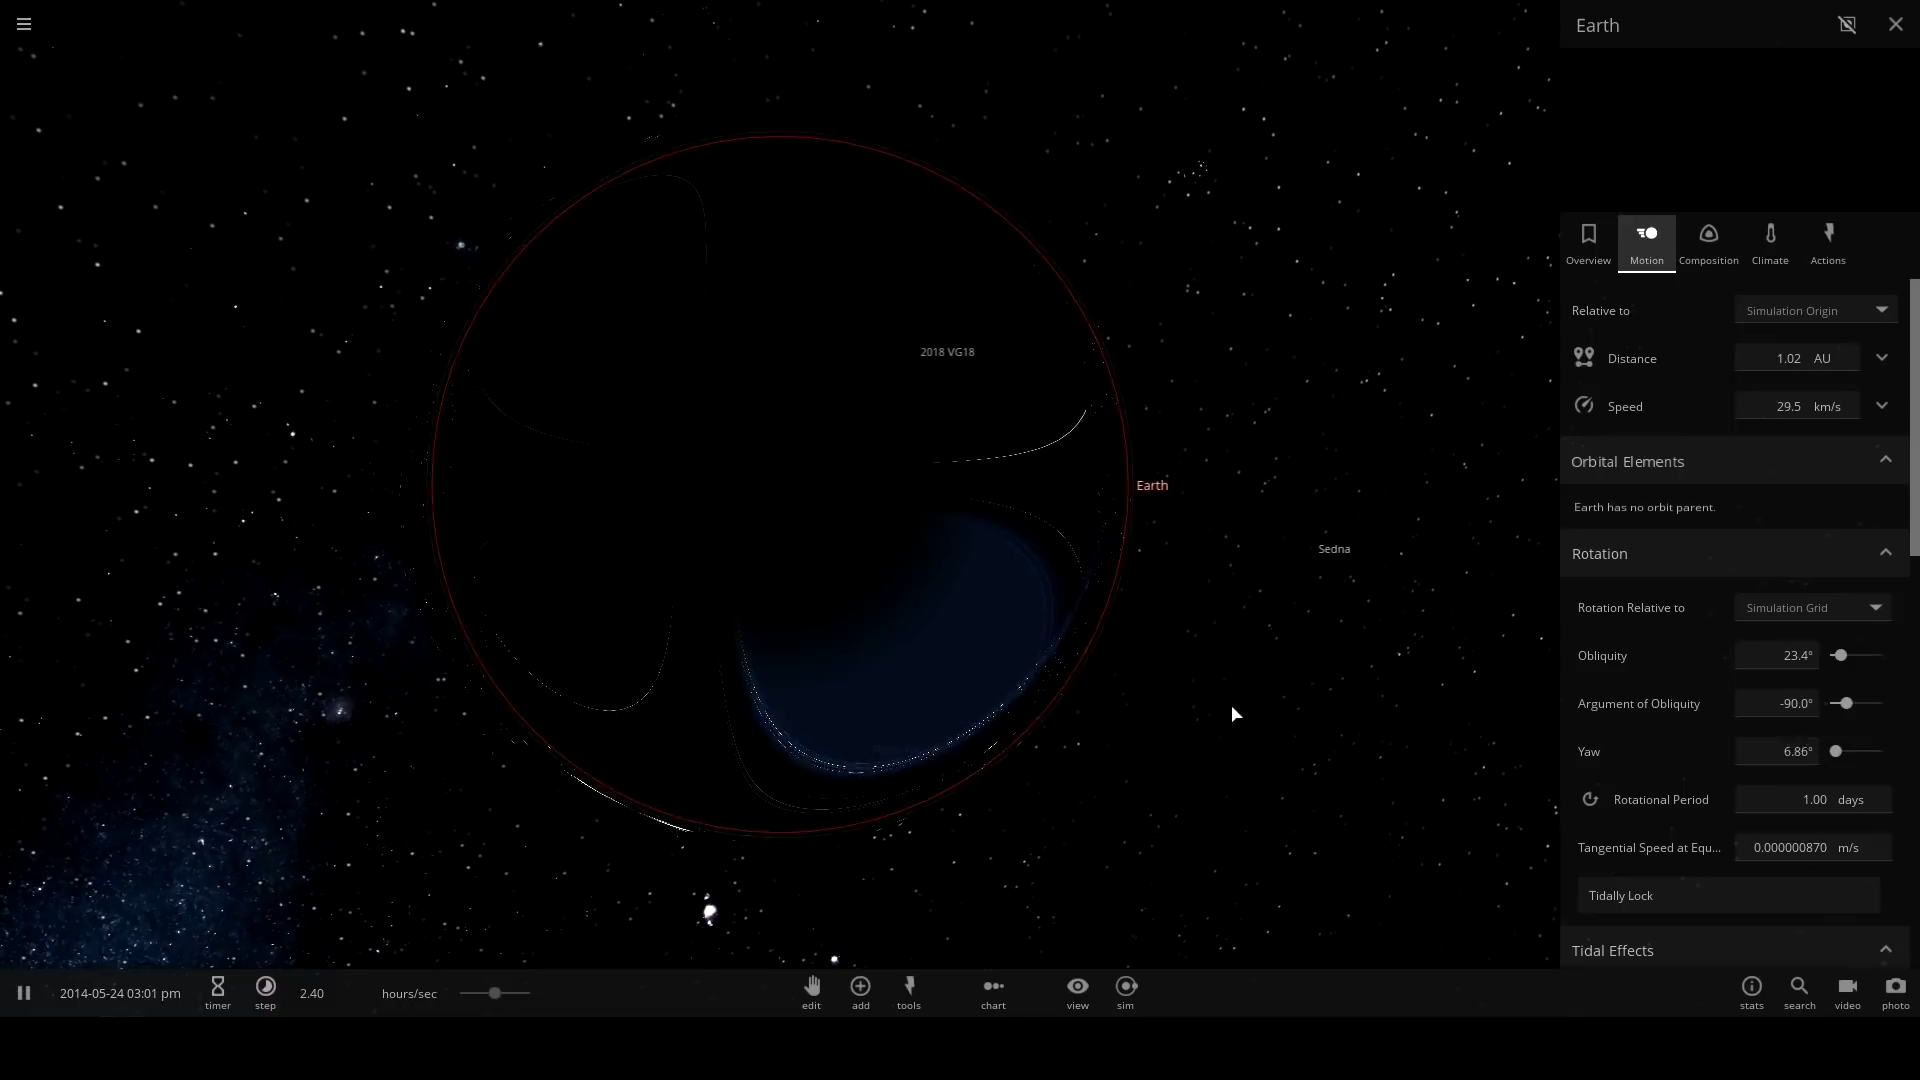 Earth
Overview
Motion
Composition
Climate
Actions
Relative to
Simulation Origin
Distance
1.02 AU
Speed
29.5 km/s
Orbital Elements
Earth has no orbit parent.
Rotation
Rotation Relative to
Simulation Grid
Obliquity
23.4°
Argument of Obliquity
-90.0°
Yaw
6.86°
Rotational Period
1.00 days
Tangential Speed at Equ...
0.000000870 m/s
Tidally Lock
Tidal Effects
2018 VG18
Earth
Sedna
2014-05-24 03:01 pm
timer
step
2.40
hours/sec
edit
add
tools
chart
view
sim
stats
search
video
photo